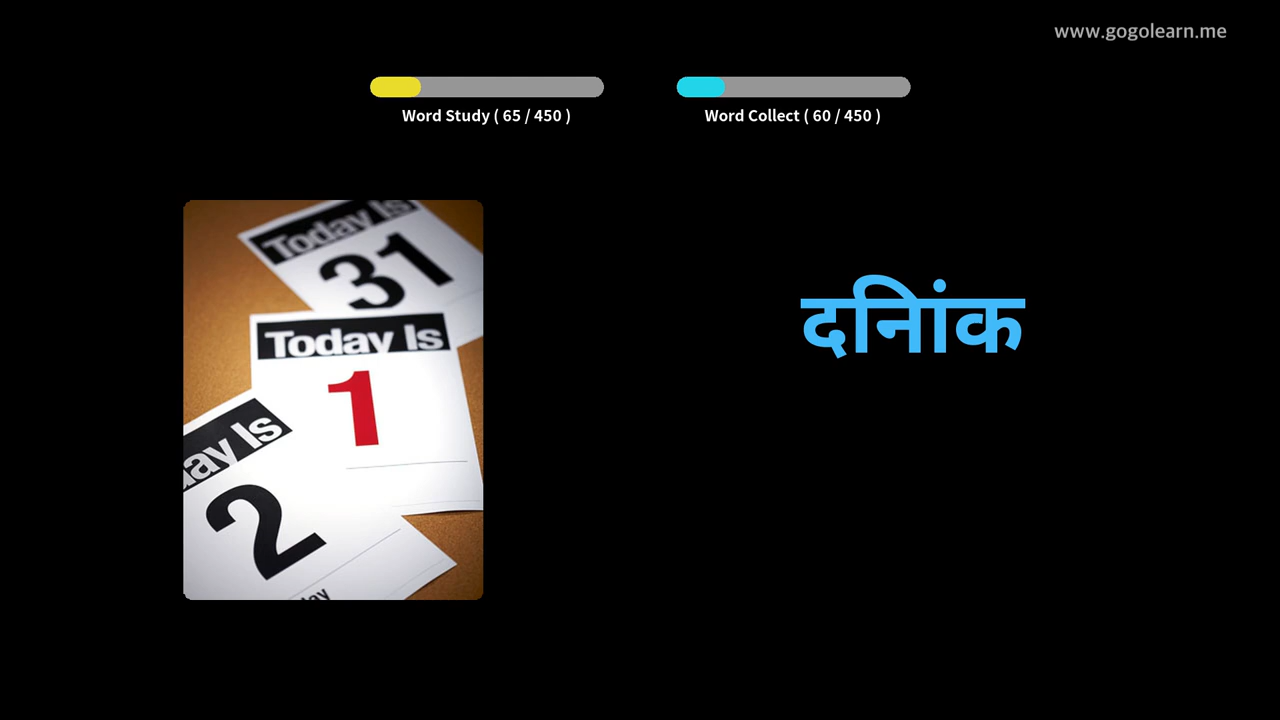 www.gogolearn.me
Word Study ( 65 / 450 )
Word Collect ( 60 / 450 )
Today Is
31
Today Is
1
ay Is
2
दनिांक